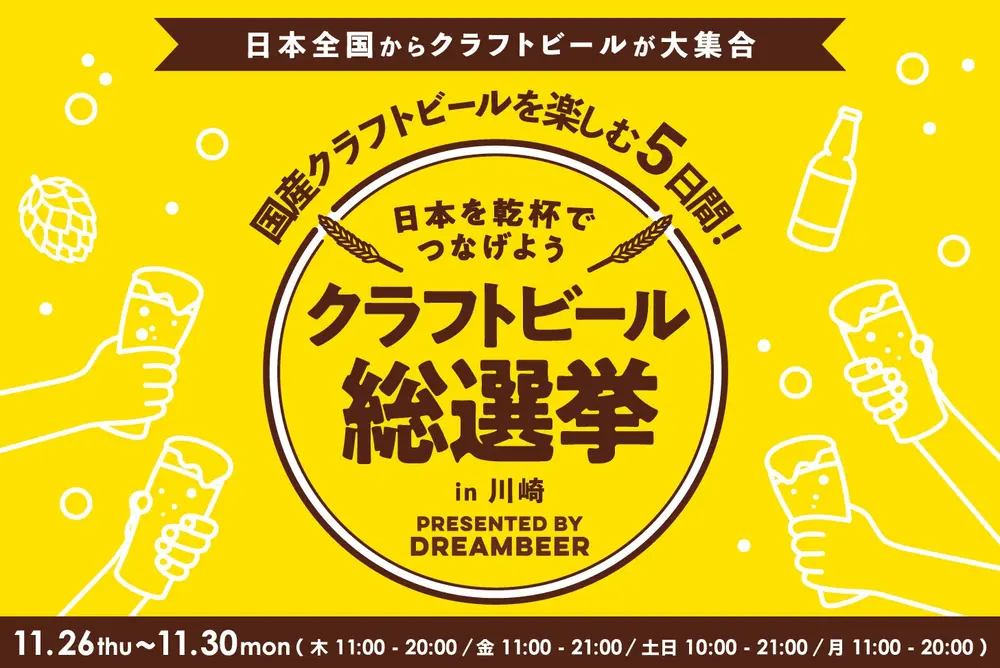 日本全国からクラフトビールが大集合
国産クラフトビールを楽しむ5日間!
日本を乾杯で
つなげよう
クラフトビール
総選挙
in 川崎
PRESENTED BY
DREAMBEER
11.26thu〜11.30mon ( 木 11:00 - 20:00 / 金 11:00 - 21:00 / 土日 10:00 - 21:00 / 月 11:00 - 20:00 )